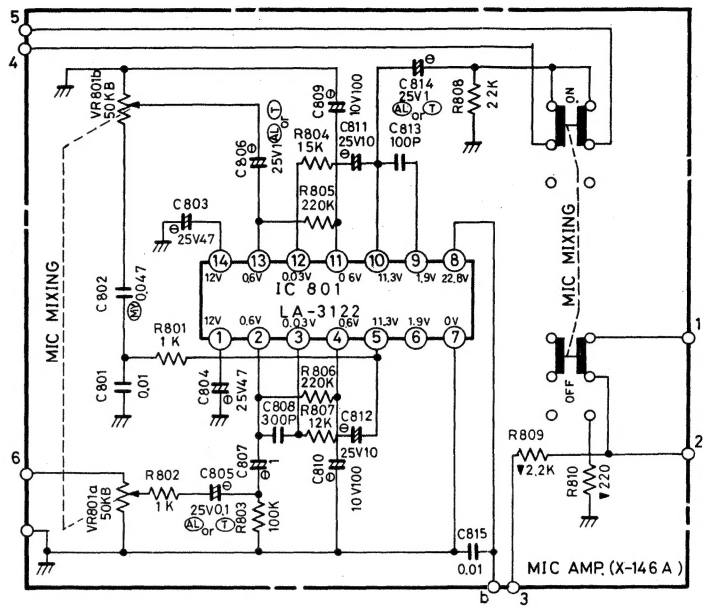 5
4
VR801b
50KB
C806
25V1
AL or T
C809
10V100
R804
15K
C811
25V10
C814
25V1
AL or T
C813
100P
R808
22K
ON
C803
25V47
R805
220K
14 13 12 11 10 9 8
12V 0,6V 0.03V 0 6V 11,3V 1,9V 22,8V
IC 801
LA-3122
12V 0,6V 0.03V 0,6V 11.3V 1.9V 0V
1 2 3 4 5 6 7
MIC MIXING
C802
MY 0,047
R801
1K
C801
0,01
C804
25V47
R806
220K
C808
300P
R807
12K
C812
25V10
C807
1
C810
10V100
MIC MIXING
OFF
1
R809
2,2K
2
R810
220
6
VR801a
50KB
R802
1K
C805
25V0,1
AL or T
R803
100K
C815
0.01
MIC AMP. (X-146A)
b
3